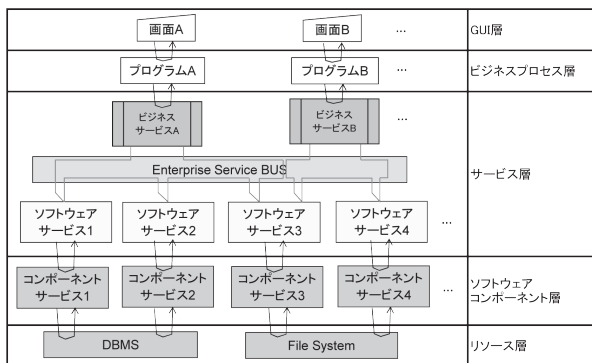 画面A
画面B
...
GUI層
プログラムA
プログラムB
...
ビジネスプロセス層
ビジネス
サービスA
ビジネス
サービスB
...
Enterprise Service BUS
サービス層
ソフトウェア
サービス1
ソフトウェア
サービス2
ソフトウェア
サービス3
ソフトウェア
サービス4
...
コンポーネント
サービス1
コンポーネント
サービス2
コンポーネント
サービス3
コンポーネント
サービス4
...
ソフトウェア
コンポーネント層
DBMS
File System
リソース層